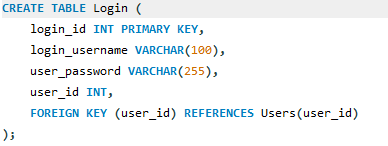 CREATE TABLE Login (
    login_id INT PRIMARY KEY,
    login_username VARCHAR(100),
    user_password VARCHAR(255),
    user_id INT,
    FOREIGN KEY (user_id) REFERENCES Users(user_id)
);